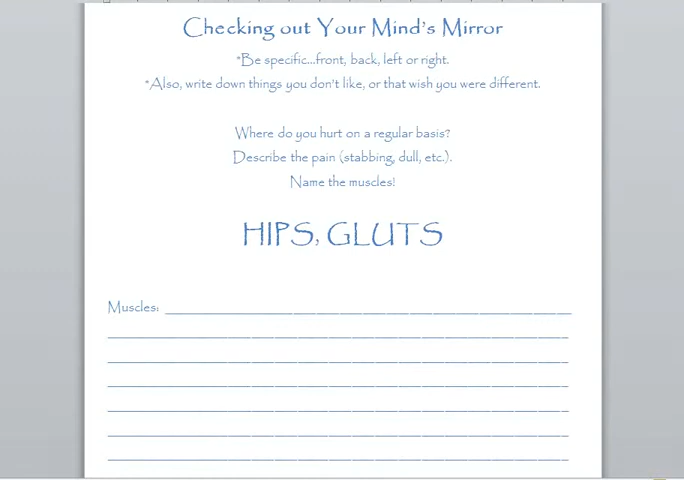 Checking out Your Mind's Mirror
*Be specific...front, back, left or right.
*Also, write down things you don't like, or that wish you were different.
Where do you hurt on a regular basis?
Describe the pain (stabbing, dull, etc.).
Name the muscles!
HIPS, GLUTS
Muscles: